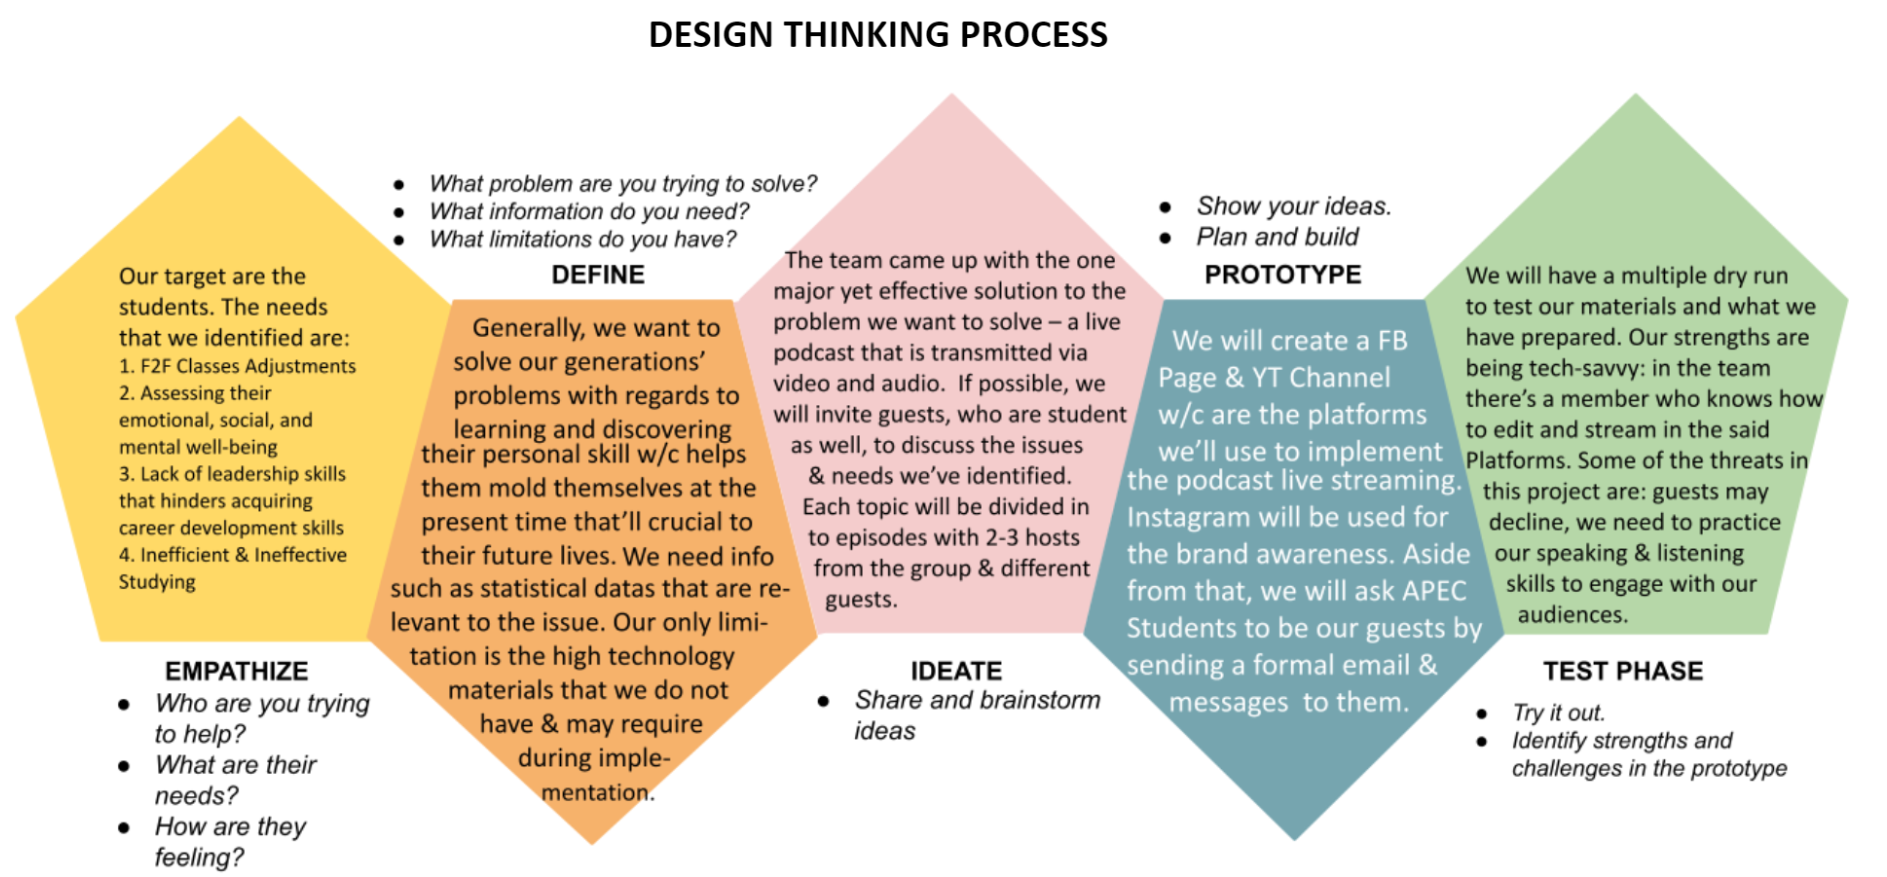 DESIGN THINKING PROCESS
Our target are the
students. The needs
that we identified are:
1. F2F Classes Adjustments
2. Assessing their
emotional, social, and
mental well-being
3. Lack of leadership skills
that hinders acquiring
career development skills
4. Inefficient & Ineffective
Studying
EMPATHIZE
● Who are you trying
to help?
● What are their
needs?
● How are they
feeling?
● What problem are you trying to solve?
● What information do you need?
● What limitations do you have?
DEFINE
Generally, we want to
solve our generations’
problems with regards to
learning and discovering
their personal skill w/c helps
them mold themselves at the
present time that’ll crucial to
their future lives. We need info
such as statistical datas that are re-
levant to the issue. Our only limi-
tation is the high technology
materials that we do not
have & may require
during imple-
mentation.
The team came up with the one
major yet effective solution to the
problem we want to solve – a live
podcast that is transmitted via
video and audio. If possible, we
will invite guests, who are student
as well, to discuss the issues
& needs we’ve identified.
Each topic will be divided in
to episodes with 2-3 hosts
from the group & different
guests.
IDEATE
● Share and brainstorm
ideas
● Show your ideas.
● Plan and build
PROTOTYPE
We will create a FB
Page & YT Channel
w/c are the platforms
we’ll use to implement
the podcast live streaming.
Instagram will be used for
the brand awareness. Aside
from that, we will ask APEC
Students to be our guests by
sending a formal email &
messages to them.
We will have a multiple dry run
to test our materials and what we
have prepared. Our strengths are
being tech-savvy: in the team
there’s a member who knows how
to edit and stream in the said
Platforms. Some of the threats in
this project are: guests may
decline, we need to practice
our speaking & listening
skills to engage with our
audiences.
TEST PHASE
● Try it out.
● Identify strengths and
challenges in the prototype